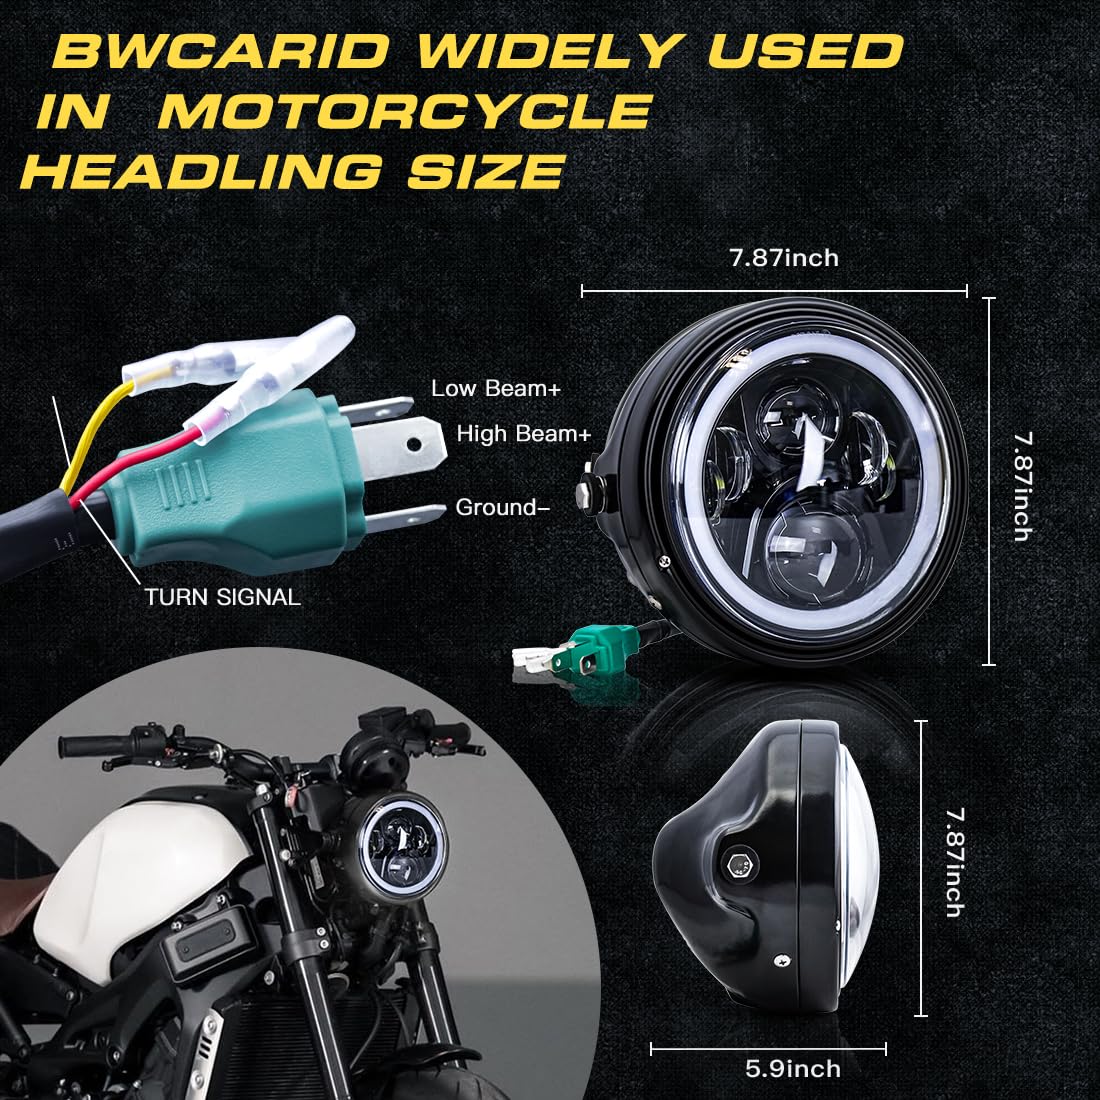 BWCARID WIDELY USED
IN MOTORCYCLE
HEADLING SIZE
7.87inch
Low Beam+
High Beam+
Ground-
TURN SIGNAL
7.87inch
7.87inch
5.9inch